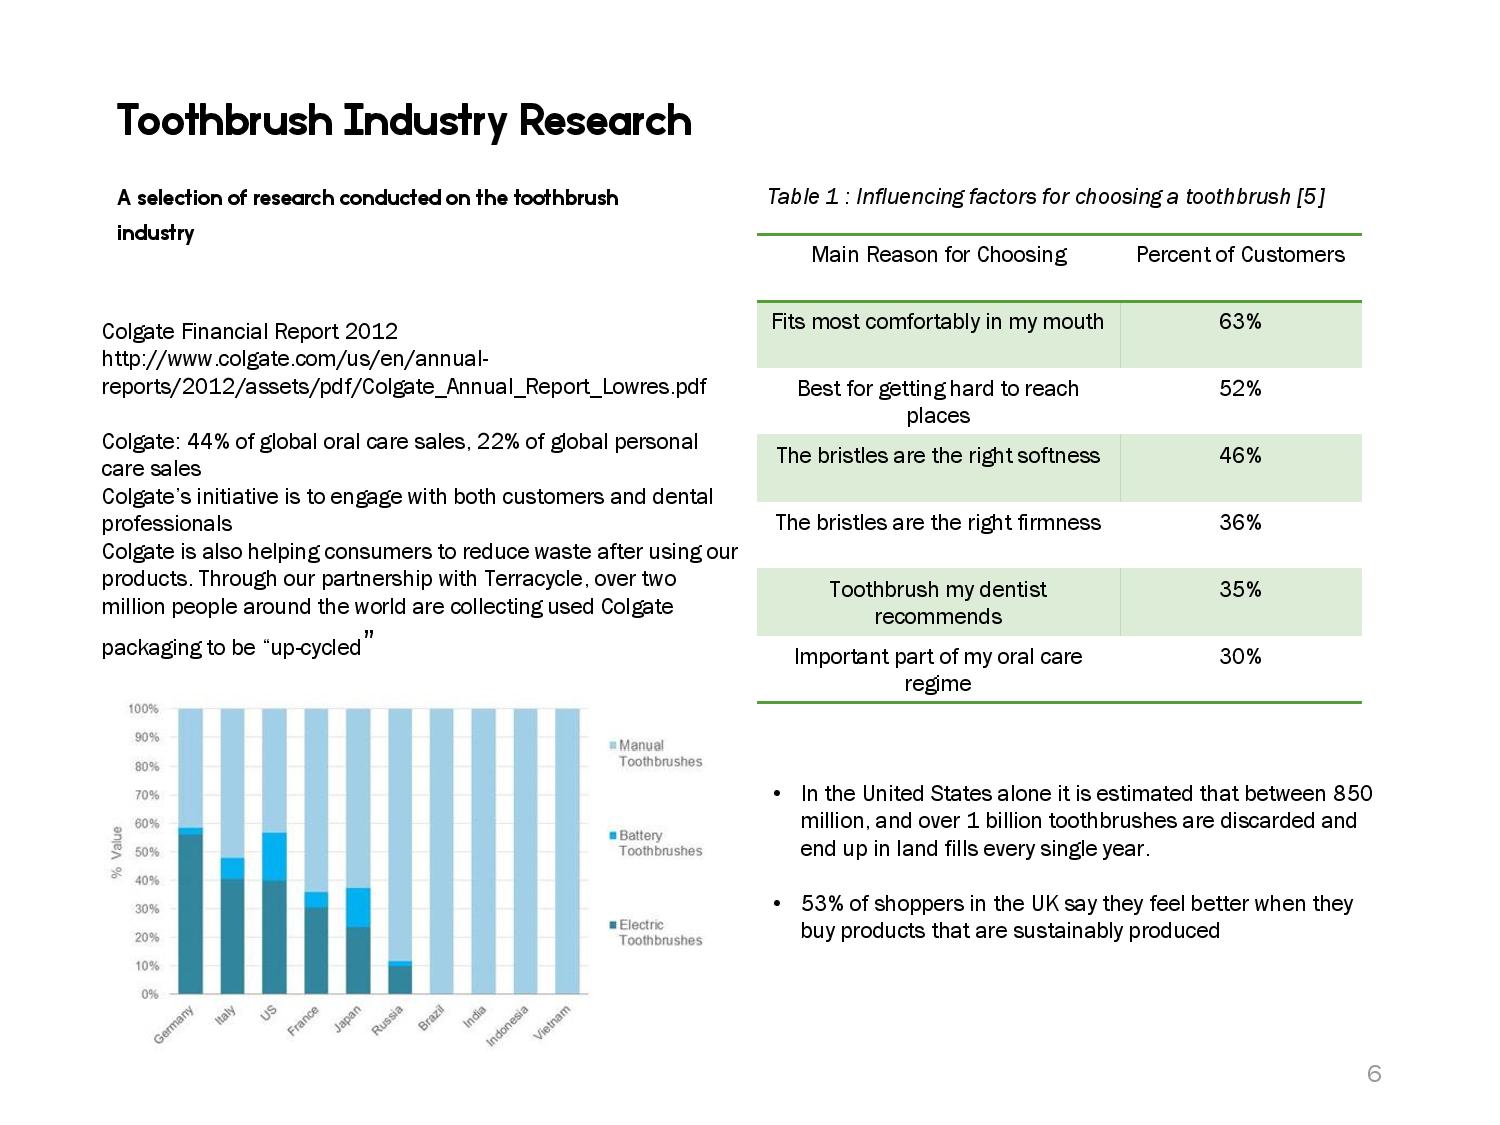 Toothbrush Industry Research
A selection of research conducted on the toothbrush
industry
Colgate Financial Report 2012
http://www.colgate.com/us/en/annual-
reports/2012/assets/pdf/Colgate_Annual_Report_Lowres.pdf
Colgate: 44% of global oral care sales, 22% of global personal
care sales
Colgate's initiative is to engage with both customers and dental
professionals
Colgate is also helping consumers to reduce waste after using our
products. Through our partnership with Terracycle, over two
million people around the world are collecting used Colgate
packaging to be “up-cycled”
100%
90%
80%
70%
60%
50%
40%
30%
20%
10%
0%
% Value
Germany
Italy
US
France
Japan
Russia
Brazil
India
Indonesia
Vietnam
Manual
Toothbrushes
Battery
Toothbrushes
Electric
Toothbrushes
Table 1 : Influencing factors for choosing a toothbrush [5]
Main Reason for Choosing Percent of Customers
Fits most comfortably in my mouth 63%
Best for getting hard to reach 52%
places
The bristles are the right softness 46%
The bristles are the right firmness 36%
Toothbrush my dentist 35%
recommends
Important part of my oral care 30%
regime
• In the United States alone it is estimated that between 850
million, and over 1 billion toothbrushes are discarded and
end up in land fills every single year.
• 53% of shoppers in the UK say they feel better when they
buy products that are sustainably produced
6